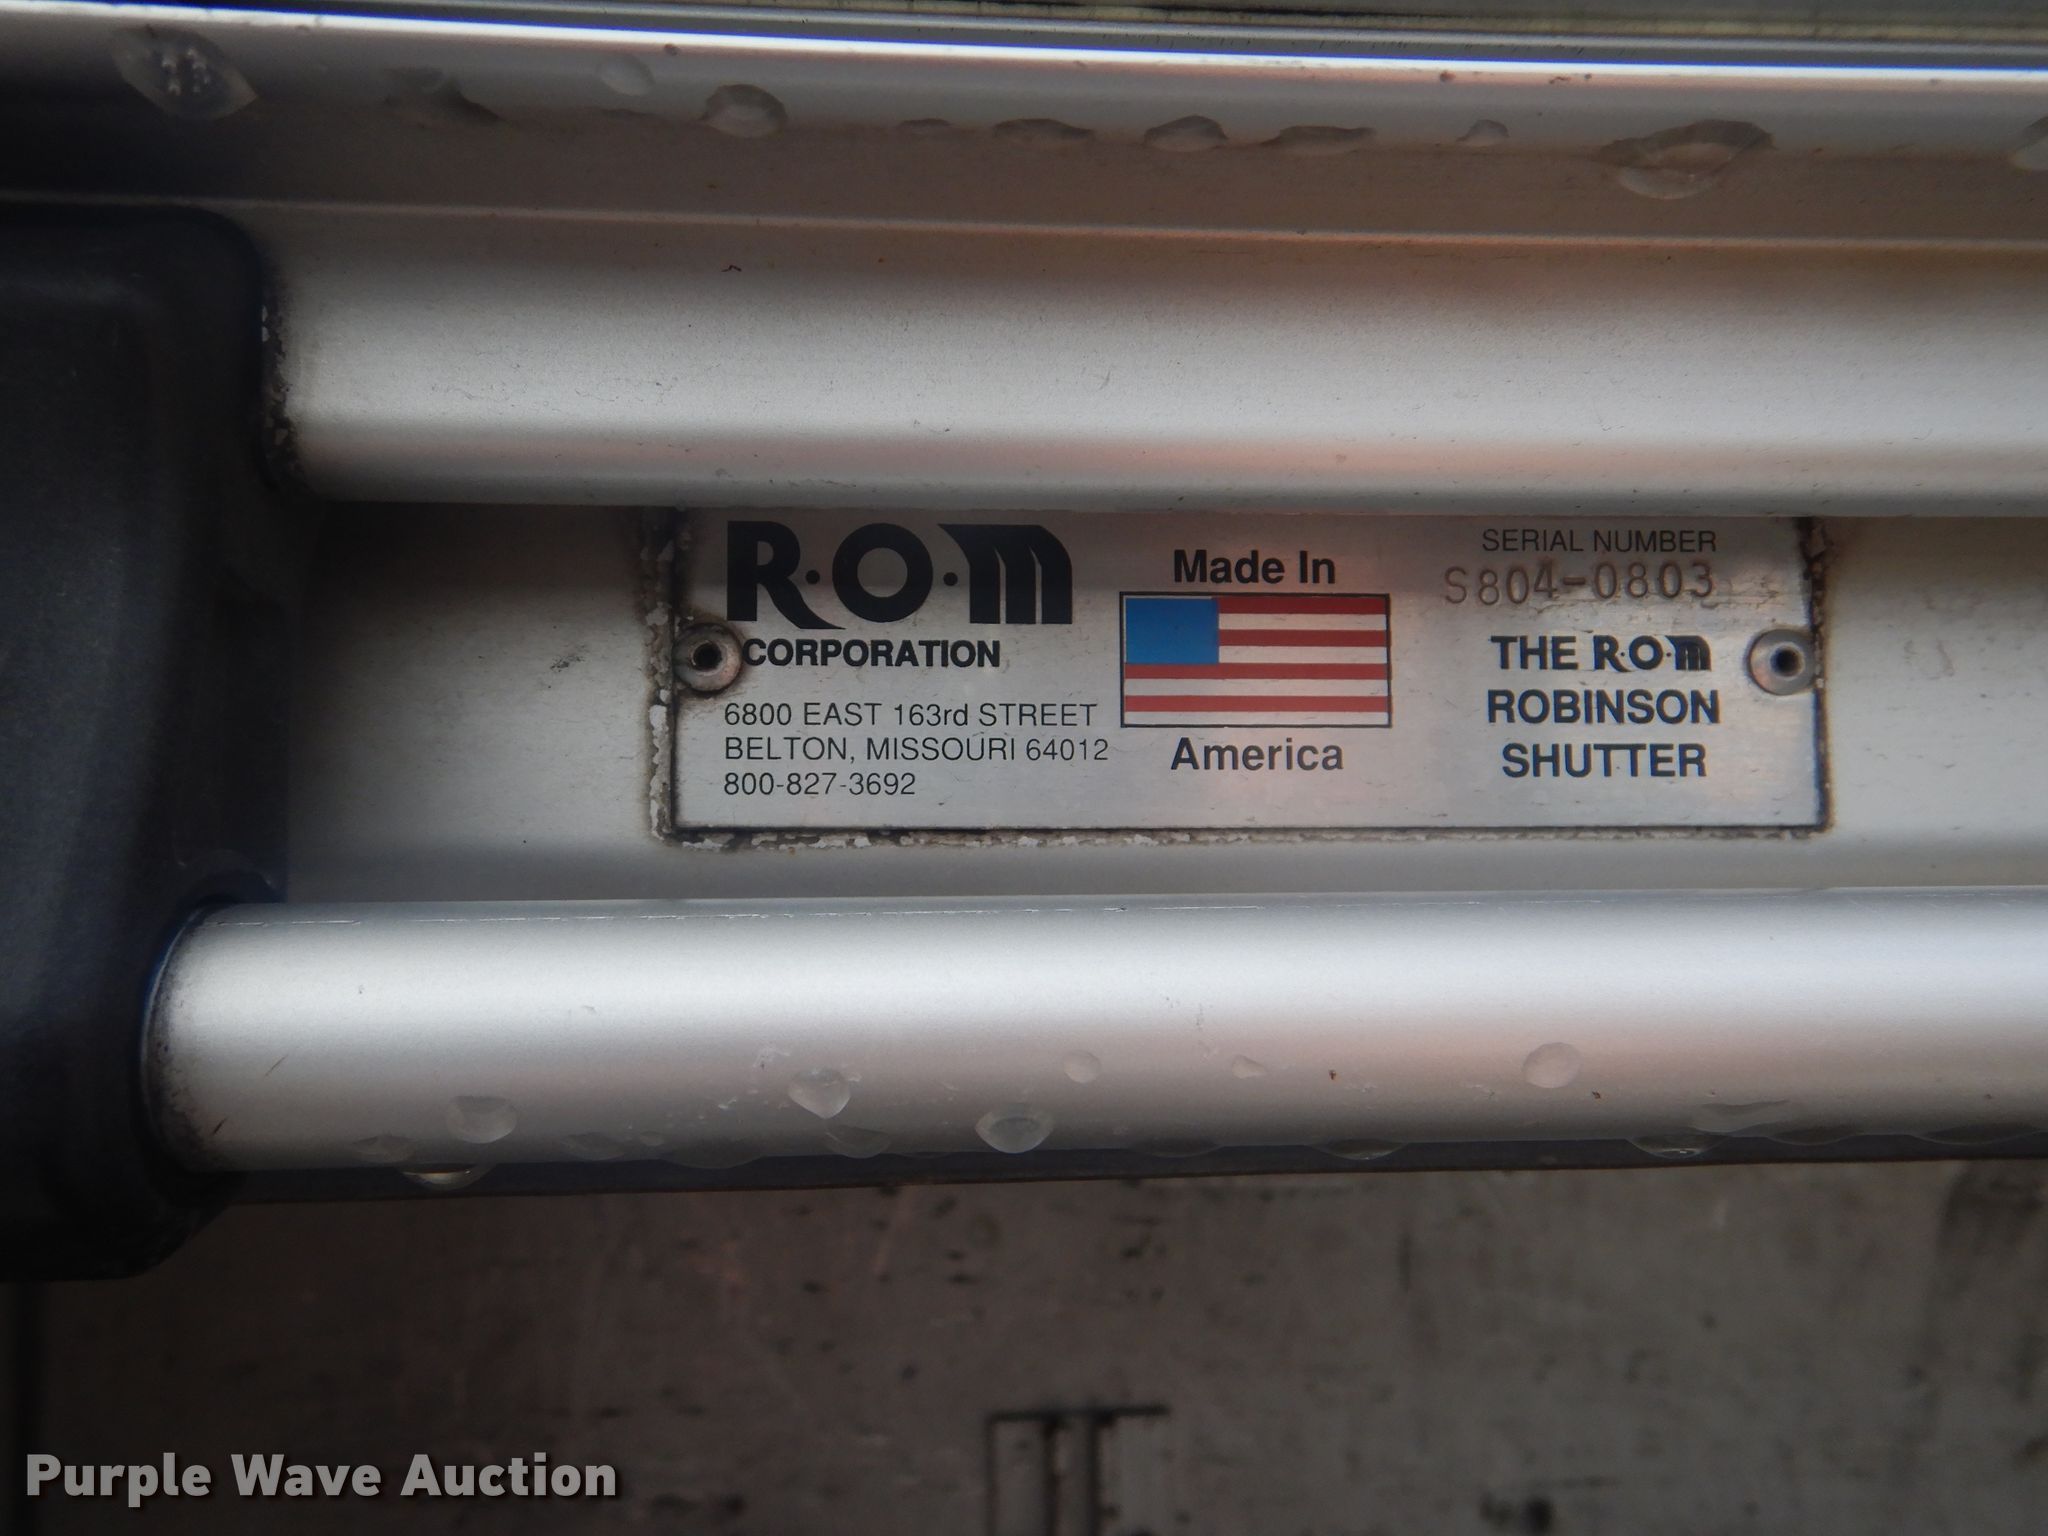 R·O·M
CORPORATION
6800 EAST 163rd STREET
BELTON, MISSOURI 64012
800-827-3692
Made In
America
SERIAL NUMBER
S804-0803
THE R·O·M
ROBINSON
SHUTTER
Purple Wave Auction